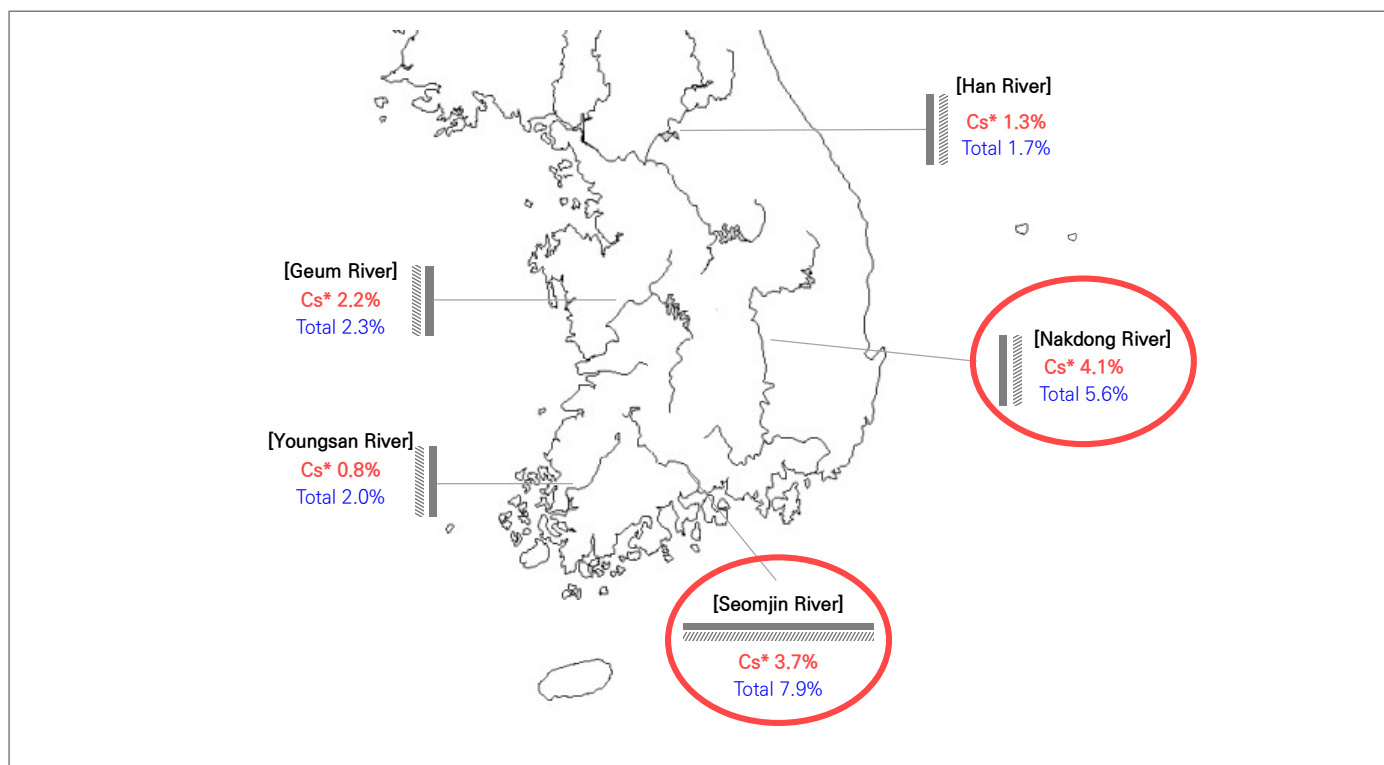 [Han River]
Cs* 1.3%
Total 1.7%
[Geum River]
Cs* 2.2%
Total 2.3%
[Nakdong River]
Cs* 4.1%
Total 5.6%
[Youngsan River]
Cs* 0.8%
Total 2.0%
[Seomjin River]
Cs* 3.7%
Total 7.9%